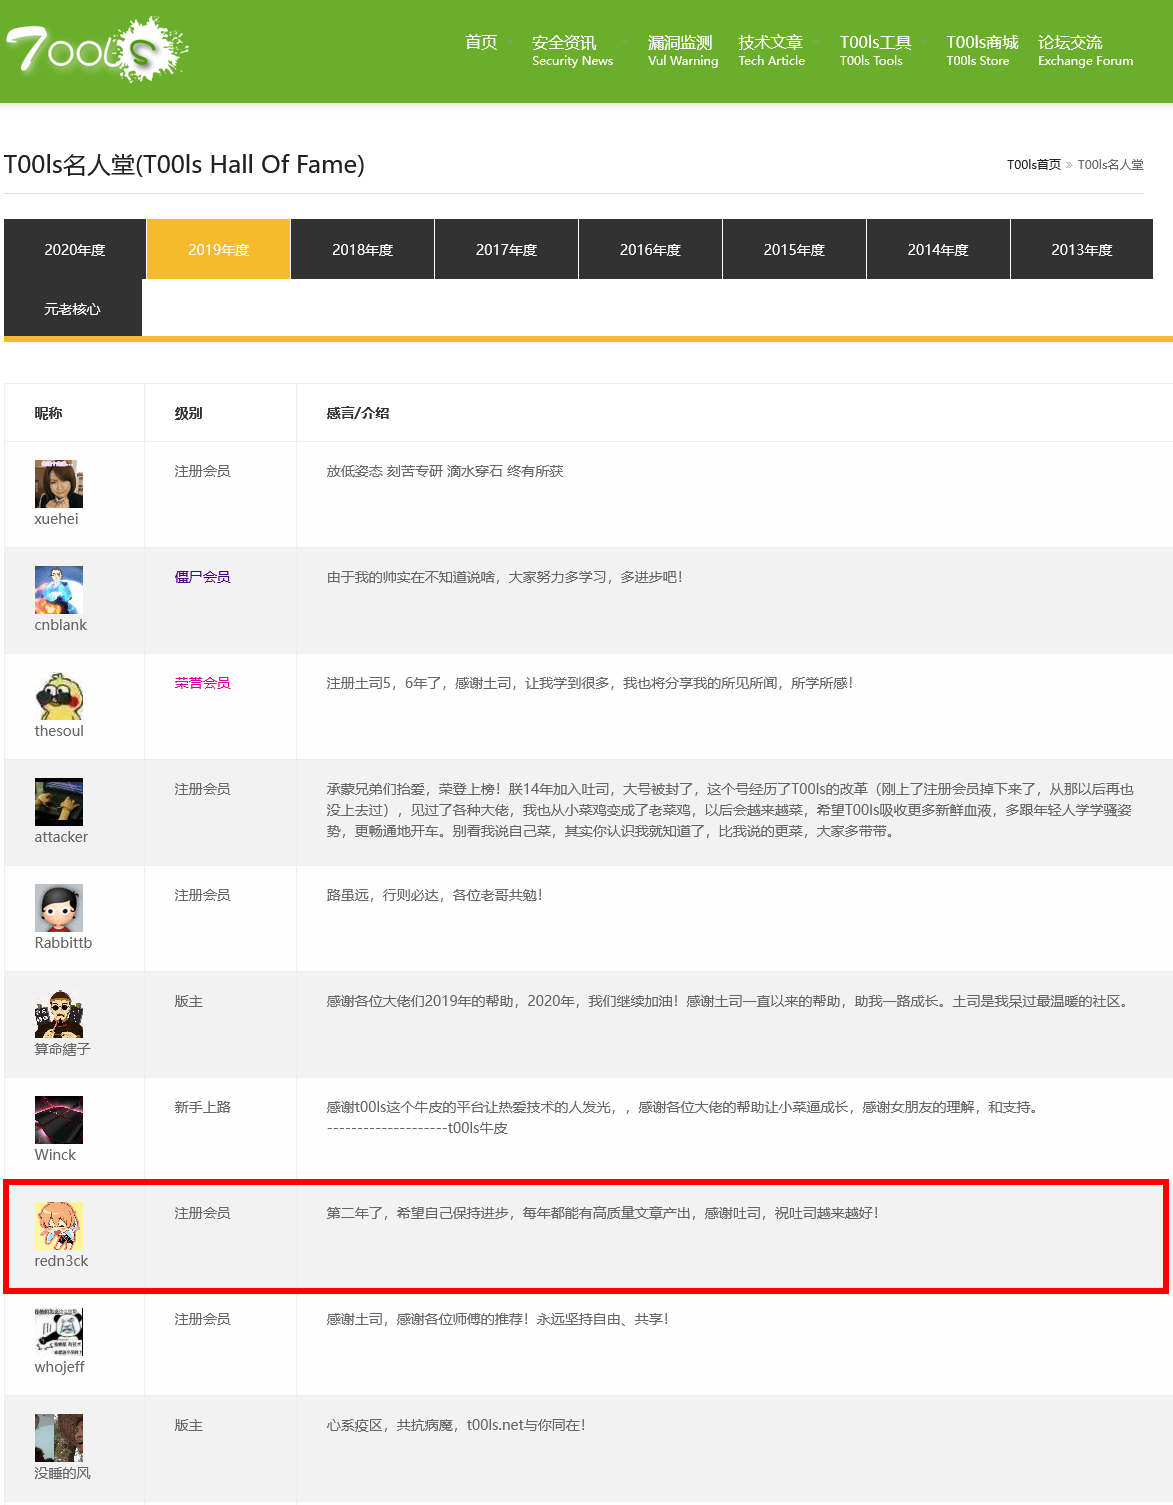 T00lS
首页
安全资讯
Security News
漏洞监测
Vul Warning
技术文章
Tech Article
T00ls工具
T00ls Tools
T00ls商城
T00ls Store
论坛交流
Exchange Forum
T00ls名人堂(T00ls Hall Of Fame)
T00ls首页 » T00ls名人堂
2020年度
2019年度
2018年度
2017年度
2016年度
2015年度
2014年度
2013年度
元老核心
昵称 级别 感言/介绍
注册会员 放低姿态 刻苦专研 滴水穿石 终有所获
xuehei
僵尸会员 由于我的帅实在不知道说啥，大家努力多学习，多进步吧！
cnblank
荣誉会员 注册土司5，6年了，感谢土司，让我学到很多，我也将分享我的所见所闻，所学所感！
thesoul
注册会员 承蒙兄弟们抬爱，荣登上榜！朕14年加入吐司，大号被封了，这个号经历了T00ls的改革（刚上了注册会员掉下来了，从那以后再也
没上去过），见过了各种大佬，我也从小菜鸡变成了老菜鸡，以后会越来越菜，希望T00ls吸收更多新鲜血液，多跟年轻人学学骚姿
势，更畅通地开车。别看我说自己菜，其实你认识我就知道了，比我说的更菜，大家多带带。
attacker
注册会员 路虽远，行则必达，各位老哥共勉！
Rabbittb
版主 感谢各位大佬们2019年的帮助，2020年，我们继续加油！感谢土司一直以来的帮助，助我一路成长。土司是我呆过最温暖的社区。
算命縖子
新手上路 感谢t00ls这个牛皮的平台让热爱技术的人发光，，感谢各位大佬的帮助让小菜逼成长，感谢女朋友的理解，和支持。
--------------------t00ls牛皮
Winck
注册会员 第二年了，希望自己保持进步，每年都能有高质量文章产出，感谢吐司，祝吐司越来越好！
redn3ck
注册会员 感谢土司，感谢各位师傅的推荐！永远坚持自由、共享！
whojeff
版主 心系疫区，共抗病魔，t00ls.net与你同在！
没睡的风